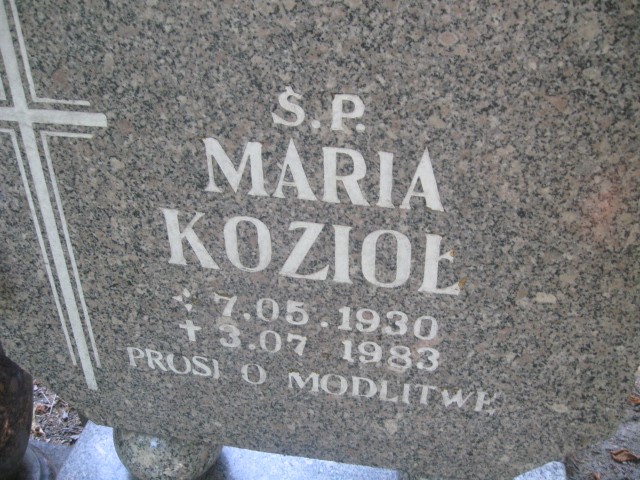 Ś.P.
MARIA
KOZIOŁ
* 7.05.1930
✝ 3.07 1983
PROSI O MODLITWĘ